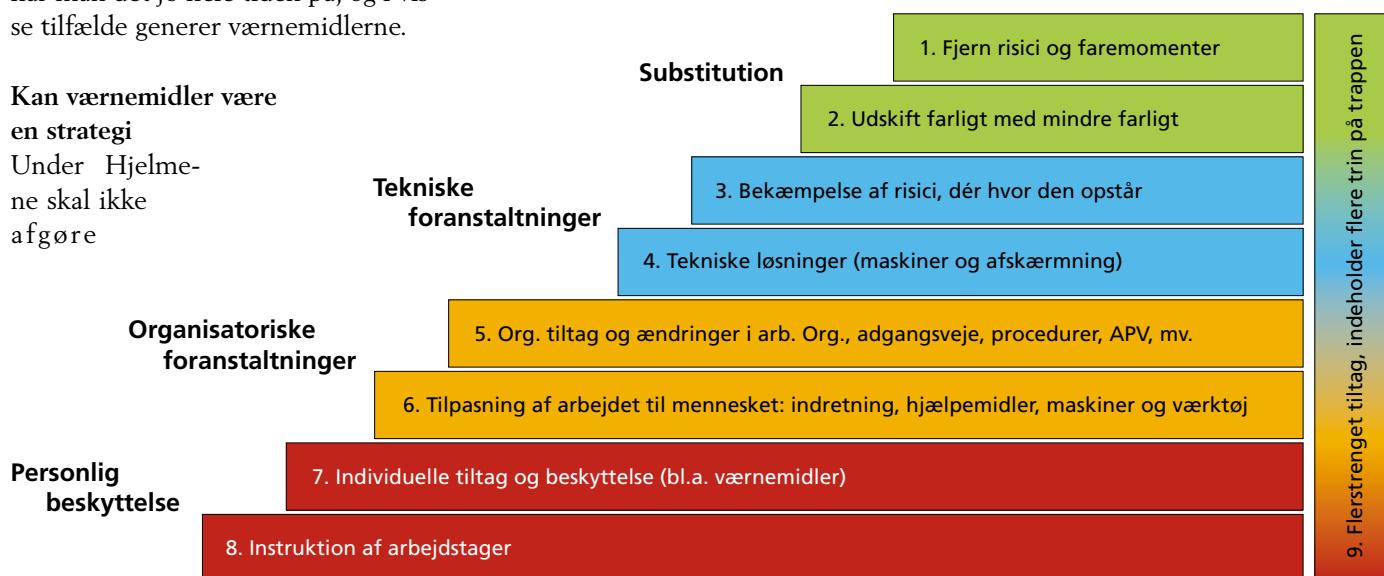 se tilfælde generer værnemidlerne.
Kan værnemidler være
en strategi
Under Hjelme-
ne skal ikke
afgøre
Substitution
1. Fjern risici og faremomenter
2. Udskift farligt med mindre farligt
Tekniske
foranstaltninger
3. Bekæmpelse af risici, dér hvor den opstår
4. Tekniske løsninger (maskiner og afskærmning)
Organisatoriske
foranstaltninger
5. Org. tiltag og ændringer i arb. Org., adgangsveje, procedurer, APV, mv.
6. Tilpasning af arbejdet til mennesket: indretning, hjælpemidler, maskiner og værktøj
Personlig
beskyttelse
7. Individuelle tiltag og beskyttelse (bl.a. værnemidler)
8. Instruktion af arbejdstager
9. Flerstrenget tiltag, indeholder flere trin på trappen